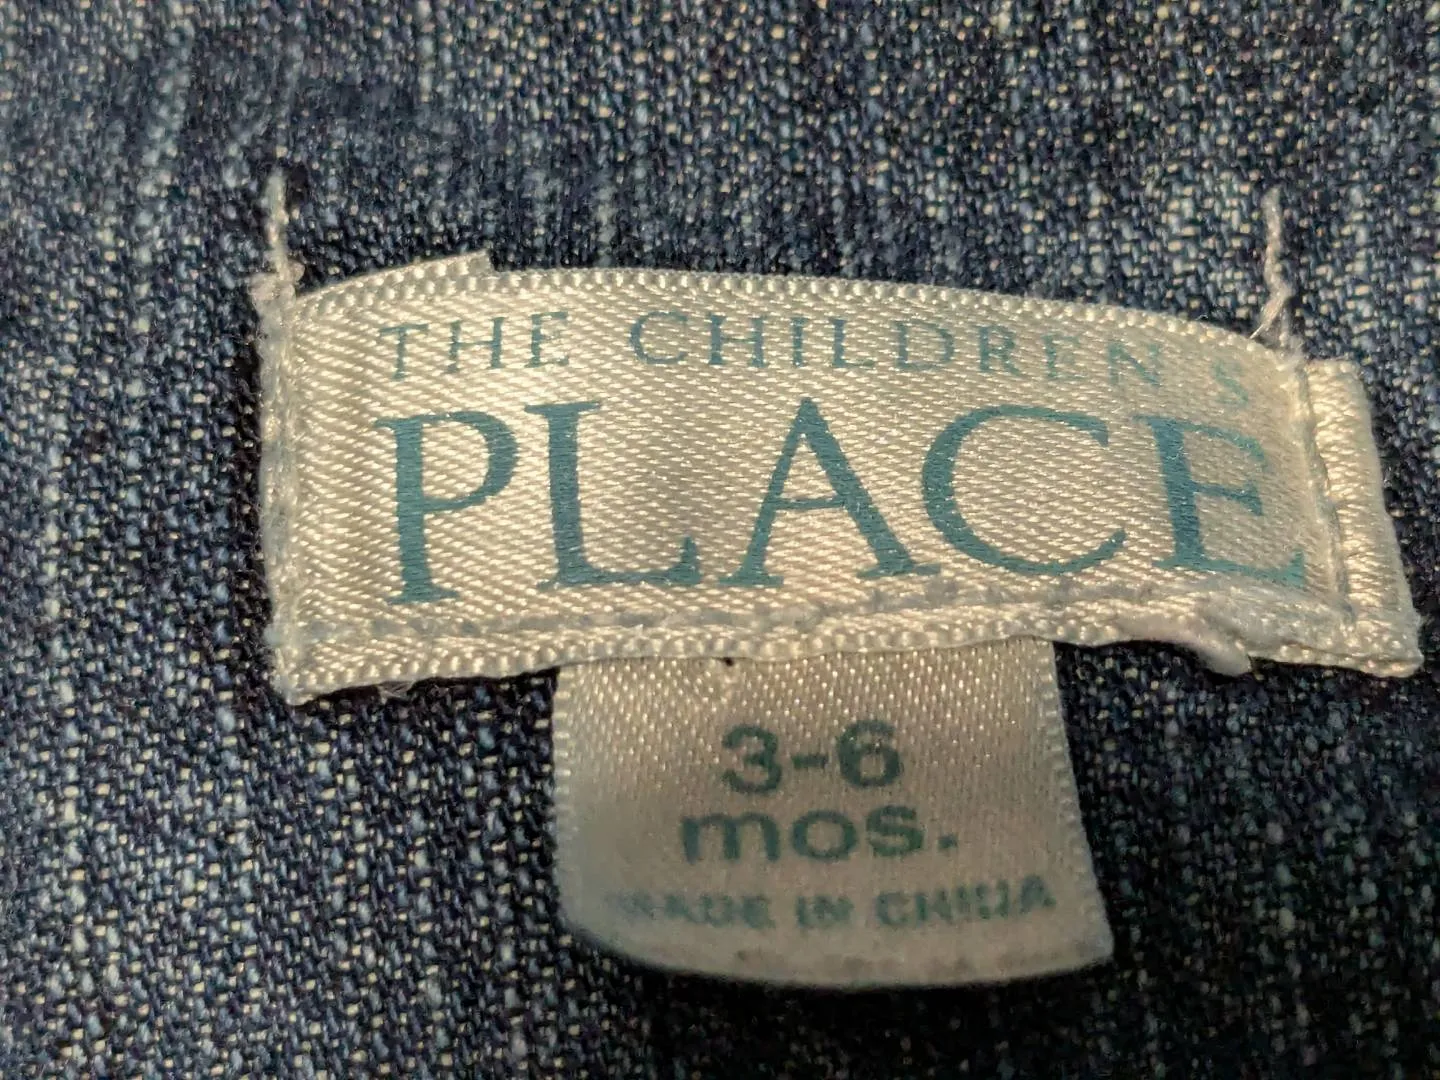 THE CHILDREN'S
PLACE
3-6
mos.
MADE IN CHINA